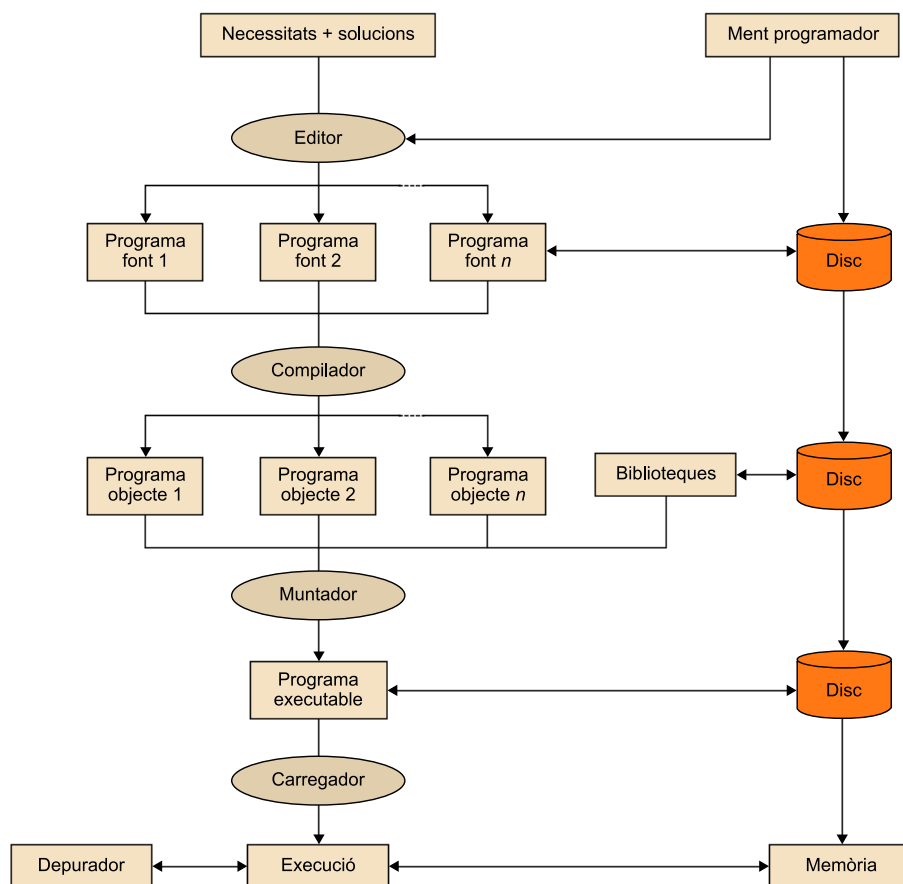 Necessitats + solucions
Ment programador
Editor
Programa
font 1
Programa
font 2
Programa
font n
Disc
Compilador
Programa
objecte 1
Programa
objecte 2
Programa
objecte n
Biblioteques
Disc
Muntador
Programa
executable
Disc
Carregador
Depurador
Execució
Memòria